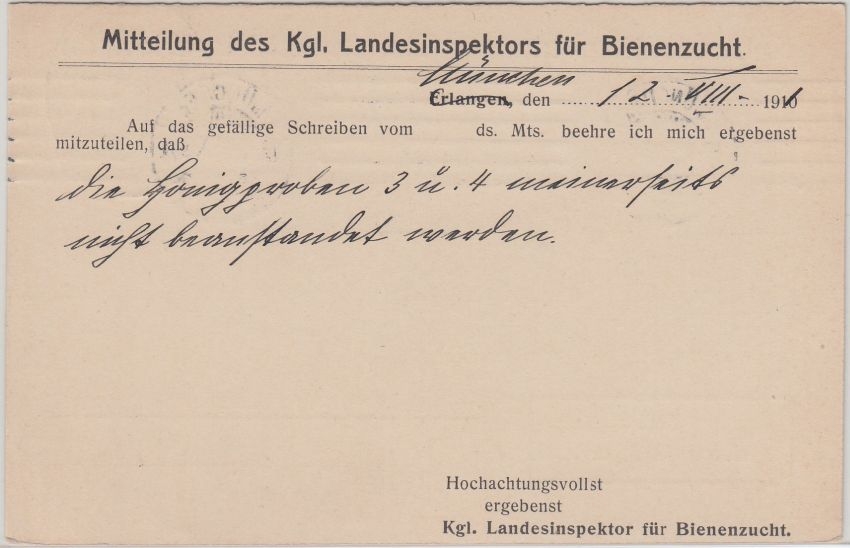 Mitteilung des Kgl. Landesinspektors für Bienenzucht.
München
Erlangen, den 12. VIII. 1911
Auf das gefällige Schreiben vom ds. Mts. beehre ich mich ergebenst
mitzuteilen, daß
die Honigproben 3 u. 4 meinerseits
nicht beanstandet werden.
Hochachtungsvollst
ergebenst
Kgl. Landesinspektor für Bienenzucht.